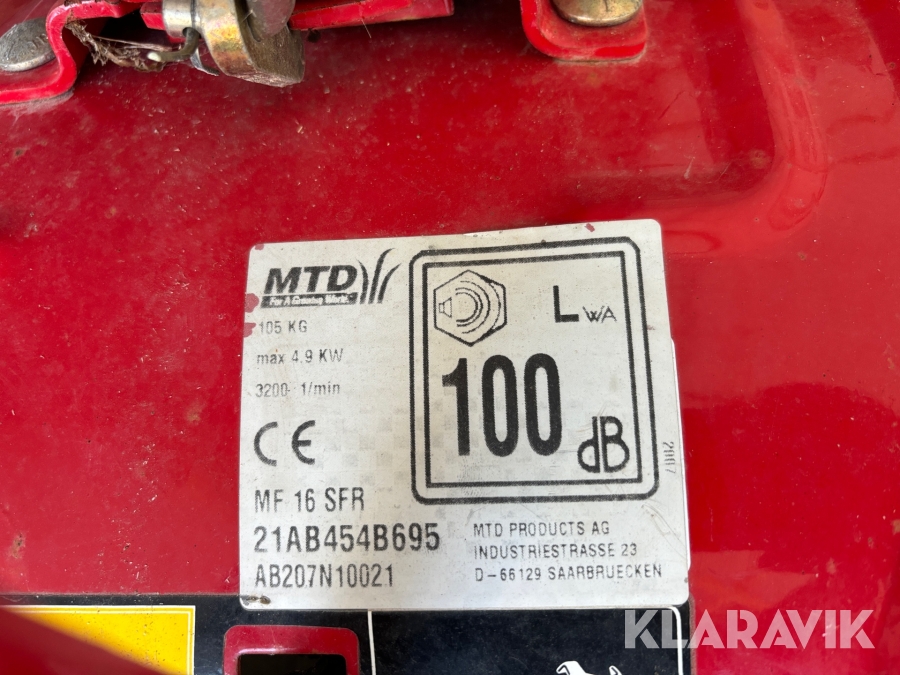 MTD
For A Growing World.
105 KG
max 4.9 KW
3200- 1/min
CE
LWA
100
dB
2007
MF 16 SFR
21AB454B695
AB207N10021
MTD PRODUCTS AG
INDUSTRIESTRASSE 23
D-66129 SAARBRUECKEN
KLARAVIK